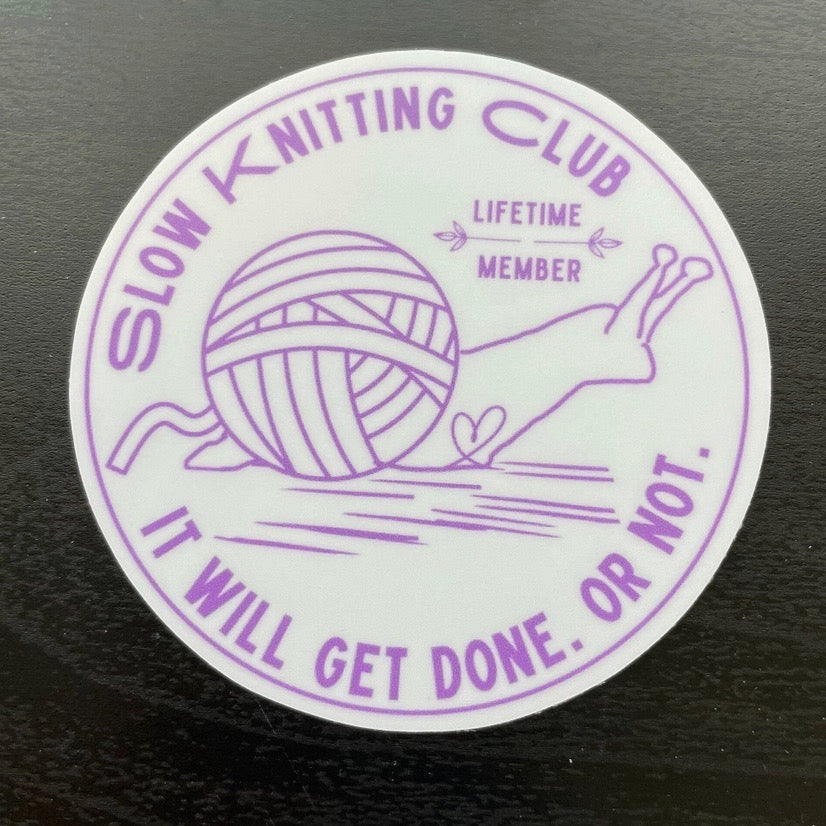 SLOW KNITTING CLUB
LIFETIME
MEMBER
IT WILL GET DONE. OR NOT.